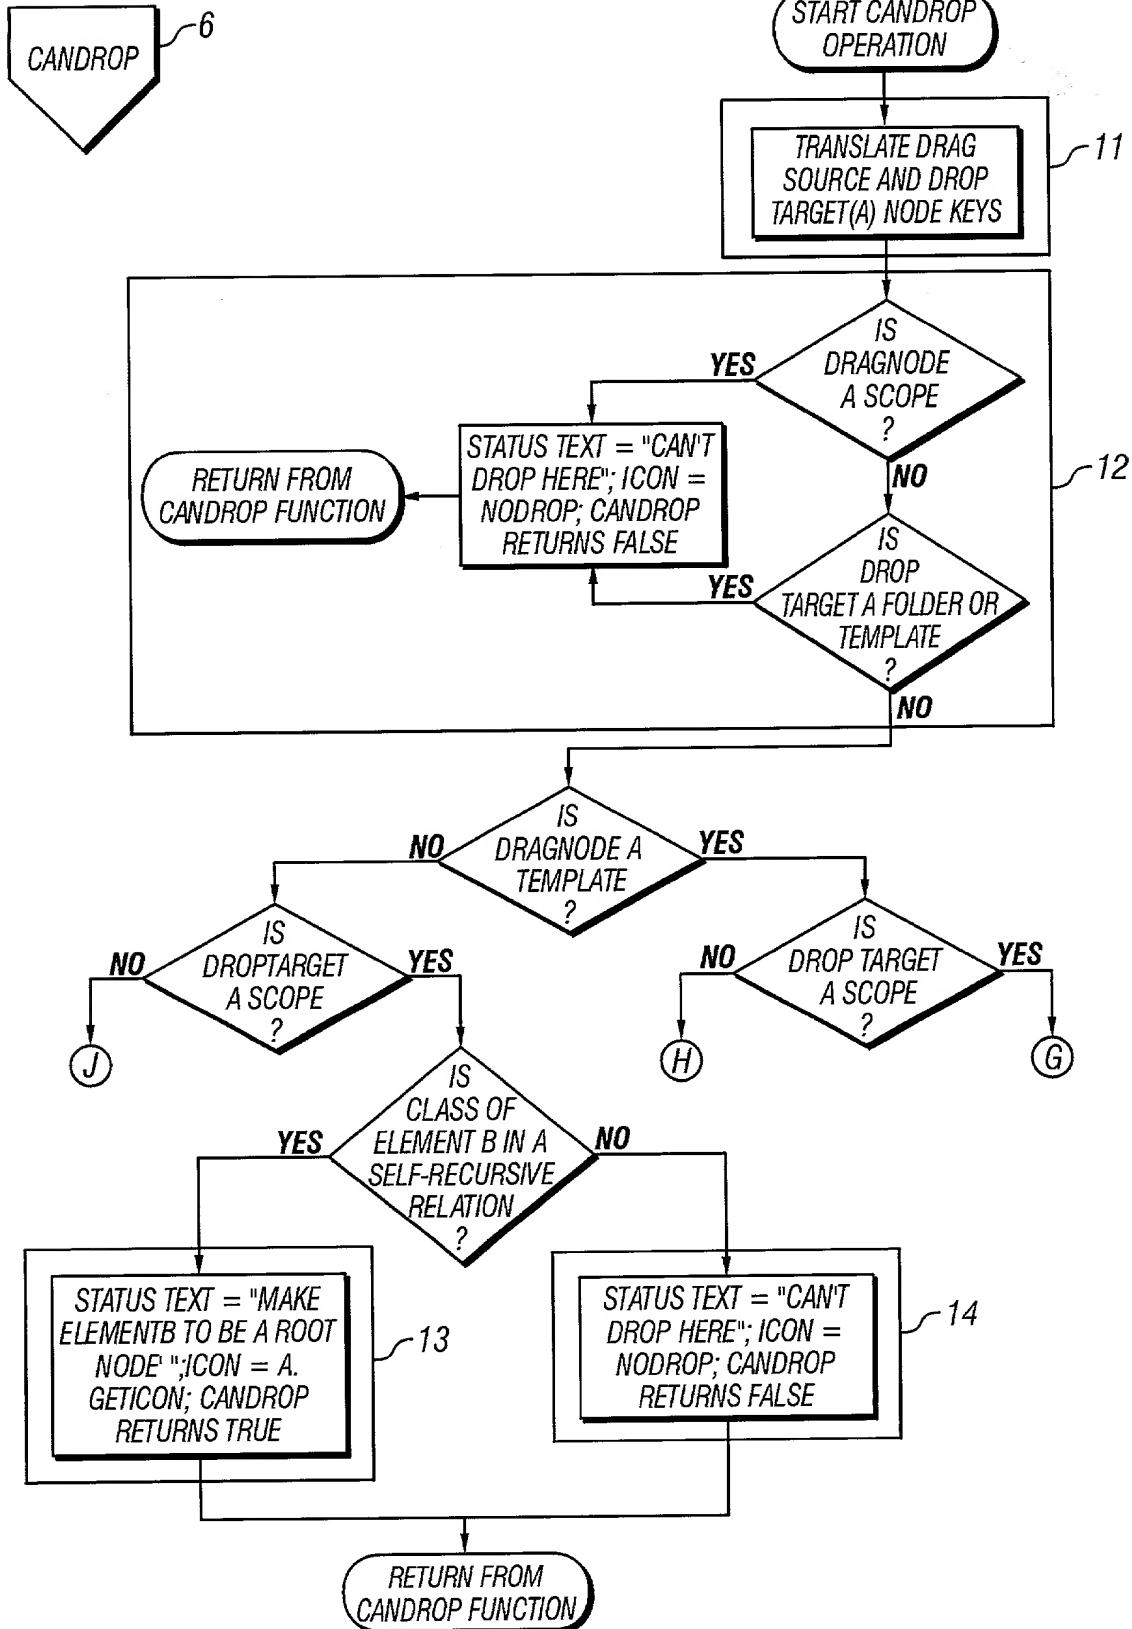 CANDROP
6
START CANDROP
OPERATION
TRANSLATE DRAG
SOURCE AND DROP
TARGET(A) NODE KEYS
11
IS
DRAGNODE
A SCOPE
?
YES
NO
STATUS TEXT = "CAN'T
DROP HERE"; ICON =
NODROP; CANDROP
RETURNS FALSE
RETURN FROM
CANDROP FUNCTION
12
IS
DROP
TARGET A FOLDER OR
TEMPLATE
?
YES
NO
IS
DRAGNODE A
TEMPLATE
?
NO
YES
IS
DROPTARGET
A SCOPE
?
NO
YES
IS
DROP TARGET
A SCOPE
?
NO
YES
J
H
G
IS
CLASS OF
ELEMENT B IN A
SELF-RECURSIVE
RELATION
?
YES
NO
STATUS TEXT = "MAKE
ELEMENTB TO BE A ROOT
NODE' ";ICON = A.
GETICON; CANDROP
RETURNS TRUE
13
STATUS TEXT = "CAN'T
DROP HERE"; ICON =
NODROP; CANDROP
RETURNS FALSE
14
RETURN FROM
CANDROP FUNCTION